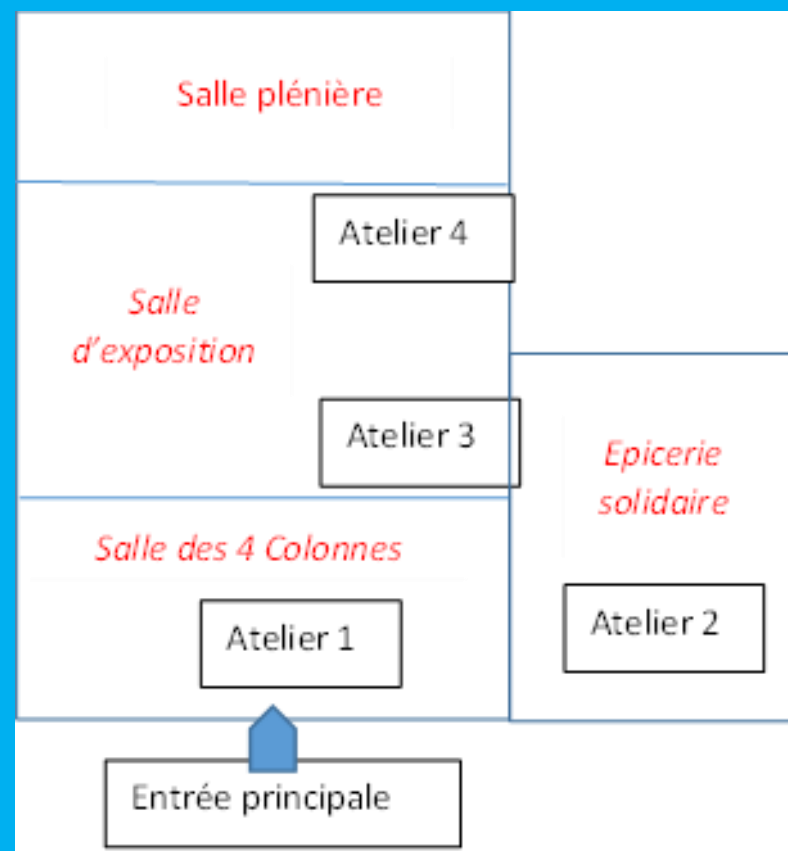 Salle plénière
Atelier 4
Salle
d'exposition
Atelier 3
Epicerie
solidaire
Salle des 4 Colonnes
Atelier 1
Atelier 2
Entrée principale